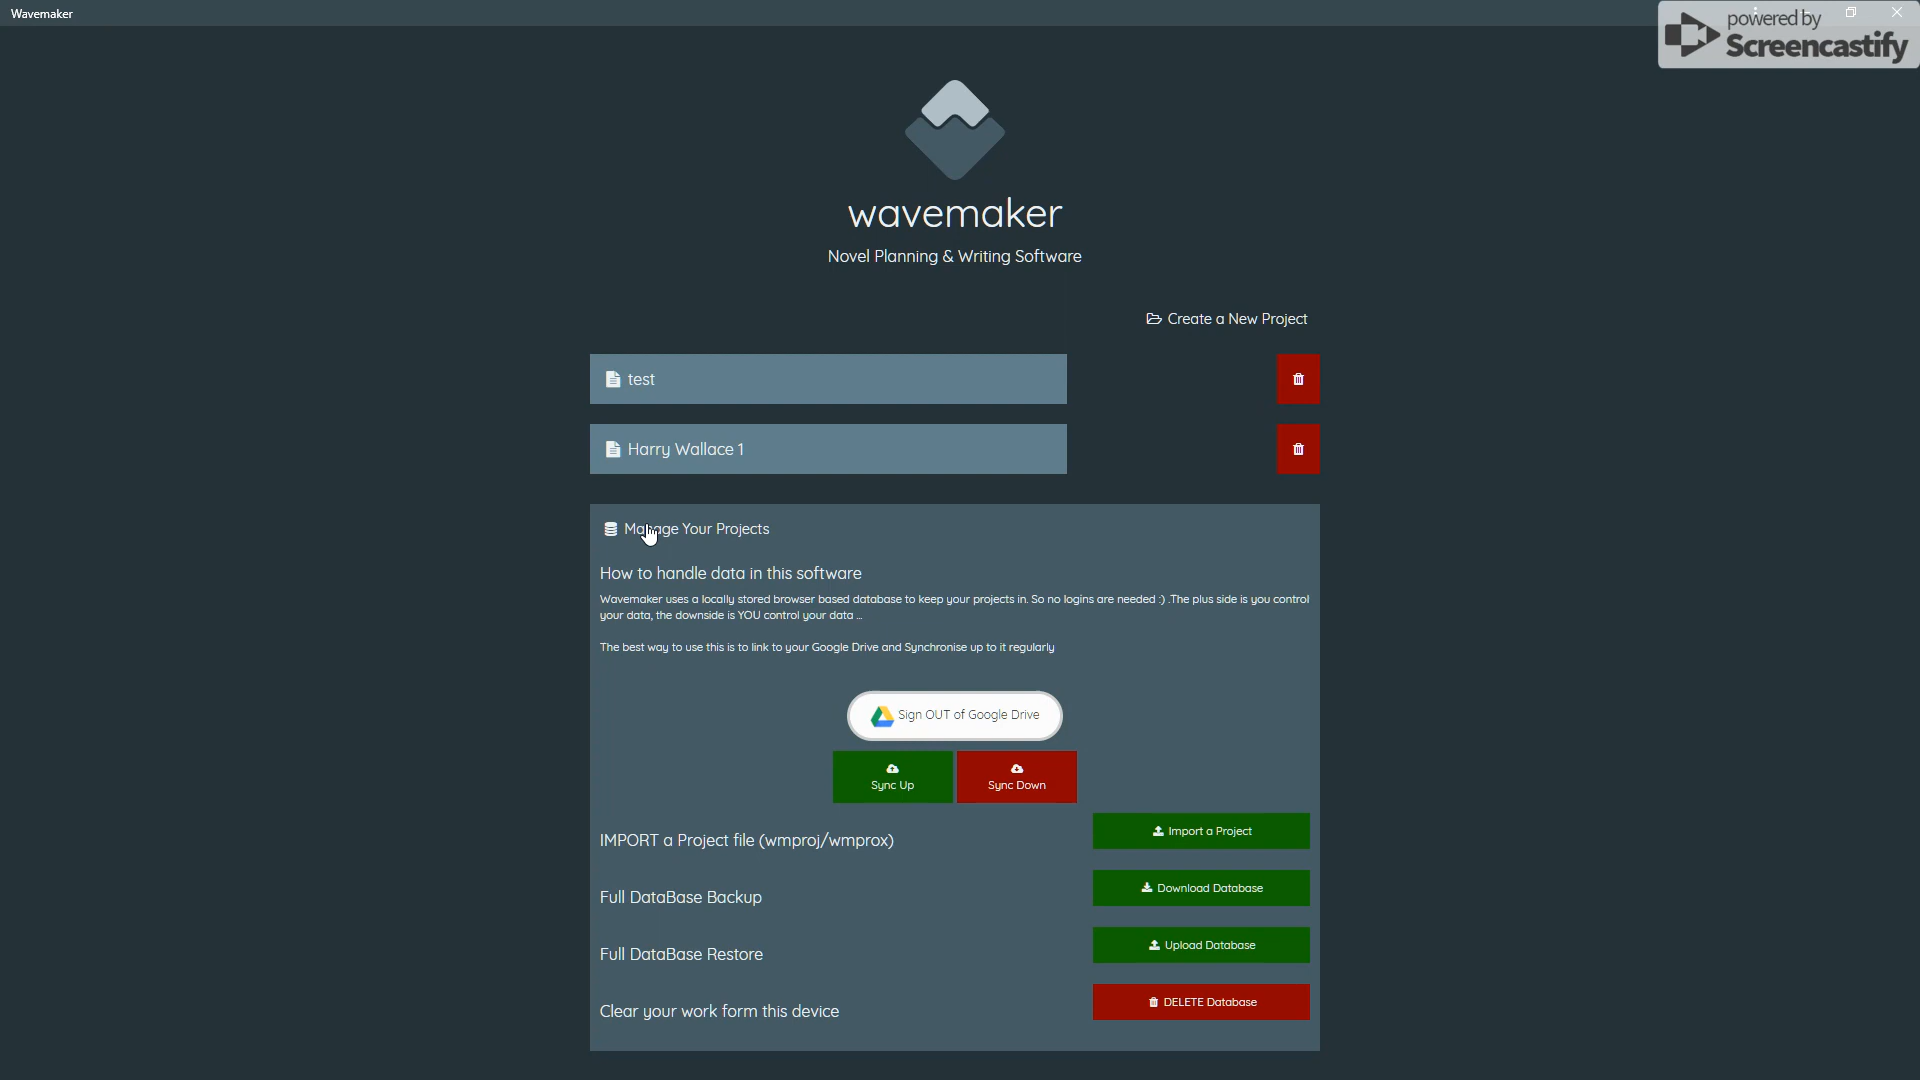 Wavemaker
powered by
Screencastify
wavemaker
Novel Planning & Writing Software
Create a New Project
test
Harry Wallace 1
Manage Your Projects
How to handle data in this software
Wavemaker uses a locally stored browser based database to keep your projects in. So no logins are needed :) .The plus side is you control
your data, the downside is YOU control your data ...
The best way to use this is to link to your Google Drive and Synchronise up to it regularly
Sign OUT of Google Drive
Sync Up
Sync Down
IMPORT a Project file (wmproj/wmprox)
Import a Project
Full DataBase Backup
Download Database
Full DataBase Restore
Upload Database
Clear your work form this device
DELETE Database